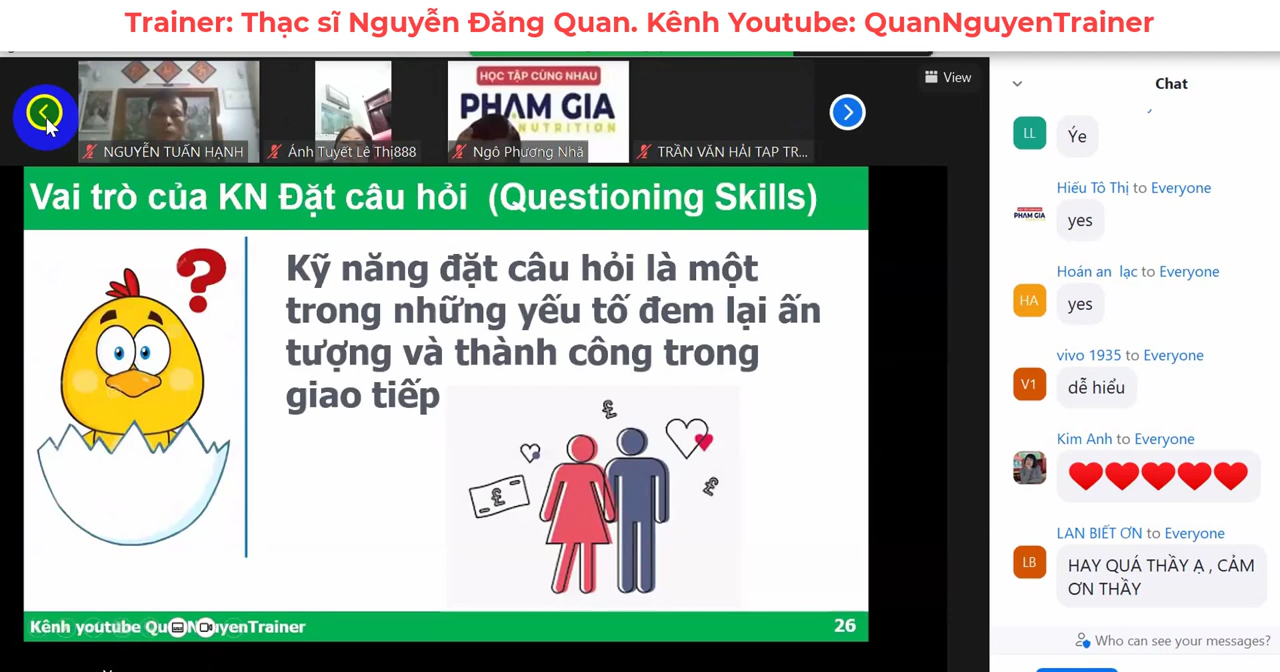 Trainer: Thạc sĩ Nguyễn Đăng Quan. Kênh Youtube: QuanNguyenTrainer
View
Chat
HỌC TẬP CÙNG NHAU
PHẠM GIA
NUTRITION
NGUYỄN TUẤN HẠNH
Ánh Tuyết Lê Thị888
Ngô Phương Nhã
TRẦN VĂN HẢI TAP TR...
Vai trò của KN Đặt câu hỏi (Questioning Skills)
?
Kỹ năng đặt câu hỏi là một
trong những yếu tố đem lại ấn
tượng và thành công trong
giao tiếp
£
£
£
Kênh youtube QuanNguyenTrainer
26
LL
Ýe
Hiếu Tô Thị to Everyone
PHẠM GIA
yes
Hoán an lạc to Everyone
HA
yes
vivo 1935 to Everyone
V1
dễ hiểu
Kim Anh to Everyone
LAN BIẾT ƠN to Everyone
LB
HAY QUÁ THẦY Ạ , CẢM
ƠN THẦY
Who can see your messages?